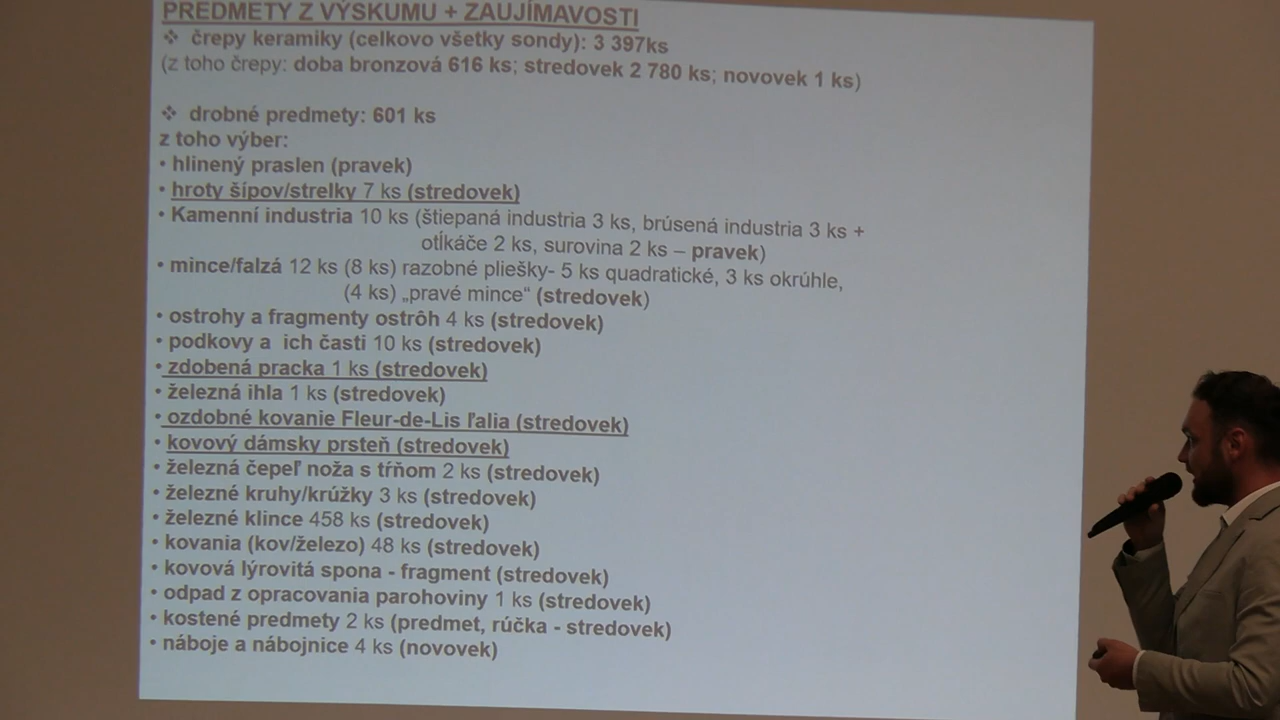 PREDMETY Z VÝSKUMU + ZAUJÍMAVOSTI
❖ črepy keramiky (celkovo všetky sondy): 3 397ks
(z toho črepy: doba bronzová 616 ks; stredovek 2 780 ks; novovek 1 ks)
❖ drobné predmety: 601 ks
z toho výber:
• hlinený praslen (pravek)
• hroty šípov/strelky 7 ks (stredovek)
• Kamenní industria 10 ks (štiepaná industria 3 ks, brúsená industria 3 ks +
otĺkáče 2 ks, surovina 2 ks – pravek)
• mince/falzá 12 ks (8 ks) razobné pliešky- 5 ks quadratické, 3 ks okrúhle,
(4 ks) „pravé mince“ (stredovek)
• ostrohy a fragmenty ostrôh 4 ks (stredovek)
• podkovy a ich časti 10 ks (stredovek)
• zdobená pracka 1 ks (stredovek)
• železná ihla 1 ks (stredovek)
• ozdobné kovanie Fleur-de-Lis ľalia (stredovek)
• kovový dámsky prsteň (stredovek)
• železná čepeľ noža s tŕňom 2 ks (stredovek)
• železné kruhy/krúžky 3 ks (stredovek)
• železné klince 458 ks (stredovek)
• kovania (kov/železo) 48 ks (stredovek)
• kovová lýrovitá spona - fragment (stredovek)
• odpad z opracovania parohoviny 1 ks (stredovek)
• kostené predmety 2 ks (predmet, rúčka - stredovek)
• náboje a nábojnice 4 ks (novovek)